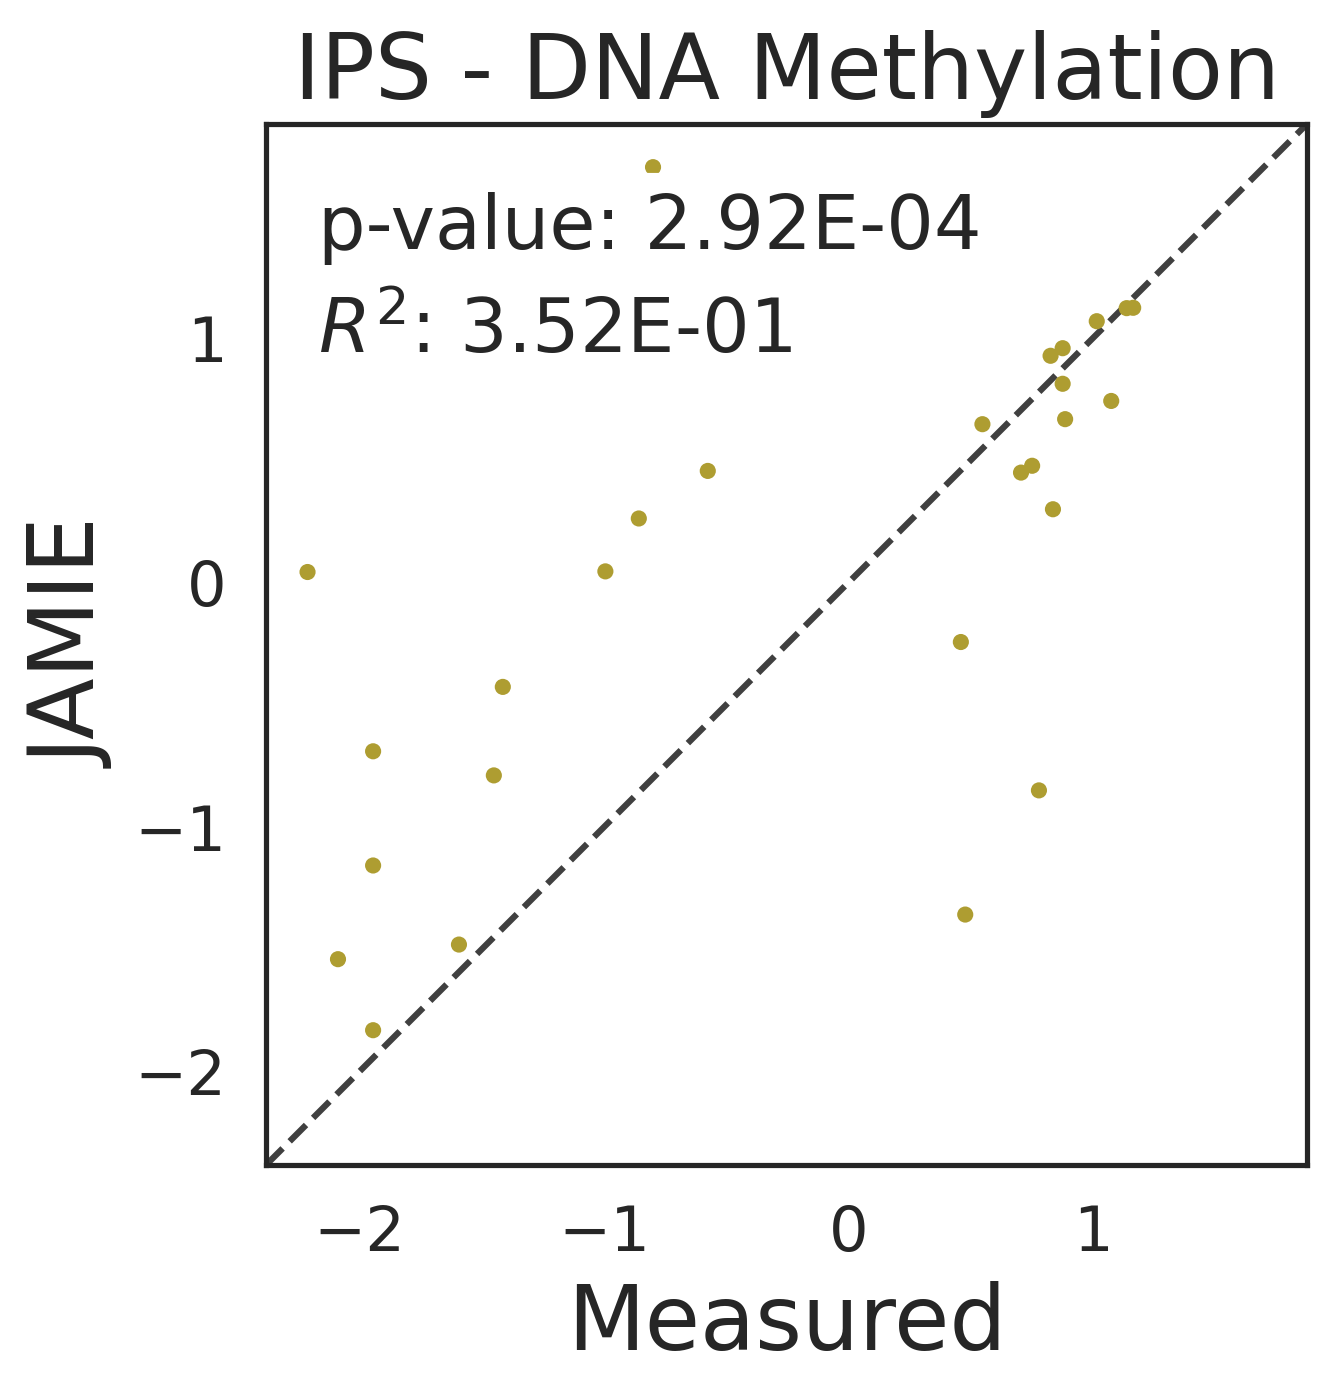 IPS - DNA Methylation
p-value: 2.92E-04
R²: 3.52E-01
1
0
−1
−2
JAMIE
−2 −1 0 1
Measured